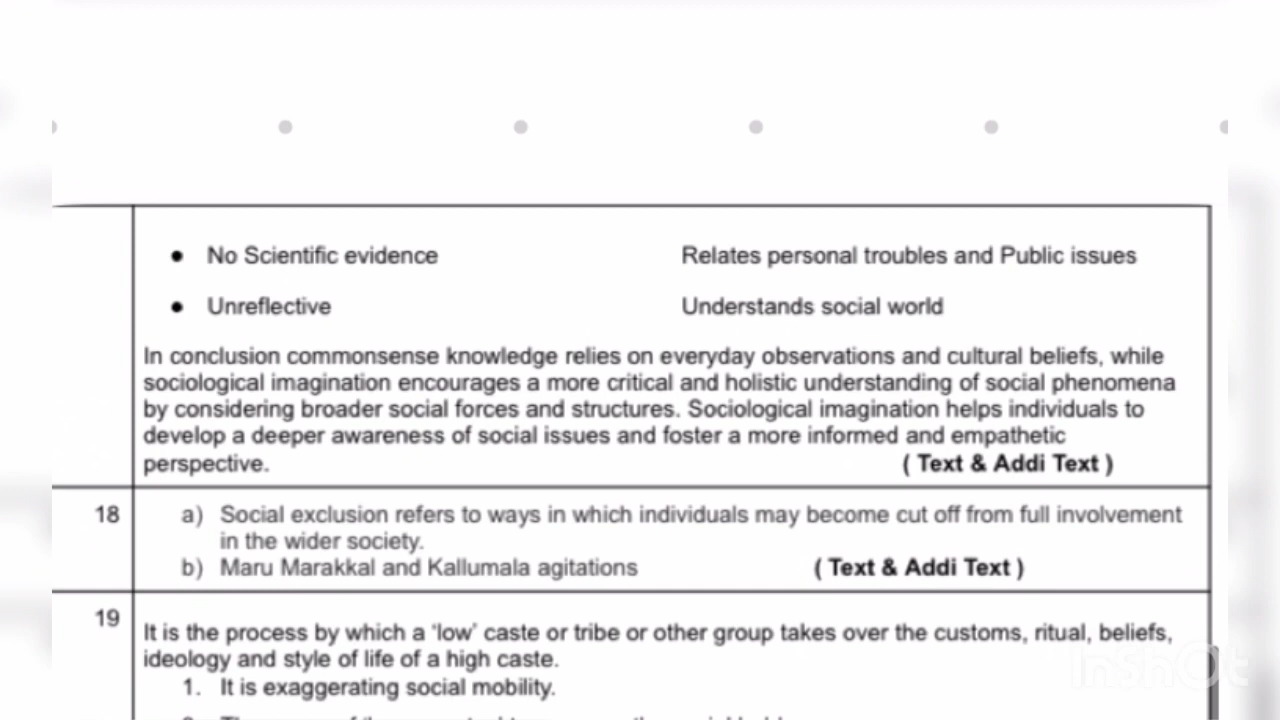 • No Scientific evidence Relates personal troubles and Public issues
• Unreflective Understands social world
In conclusion commonsense knowledge relies on everyday observations and cultural beliefs, while
sociological imagination encourages a more critical and holistic understanding of social phenomena
by considering broader social forces and structures. Sociological imagination helps individuals to
develop a deeper awareness of social issues and foster a more informed and empathetic
perspective. ( Text & Addi Text )
18 a) Social exclusion refers to ways in which individuals may become cut off from full involvement
in the wider society.
b) Maru Marakkal and Kallumala agitations ( Text & Addi Text )
19
It is the process by which a 'low' caste or tribe or other group takes over the customs, ritual, beliefs,
ideology and style of life of a high caste.
1. It is exaggerating social mobility.
InShOt